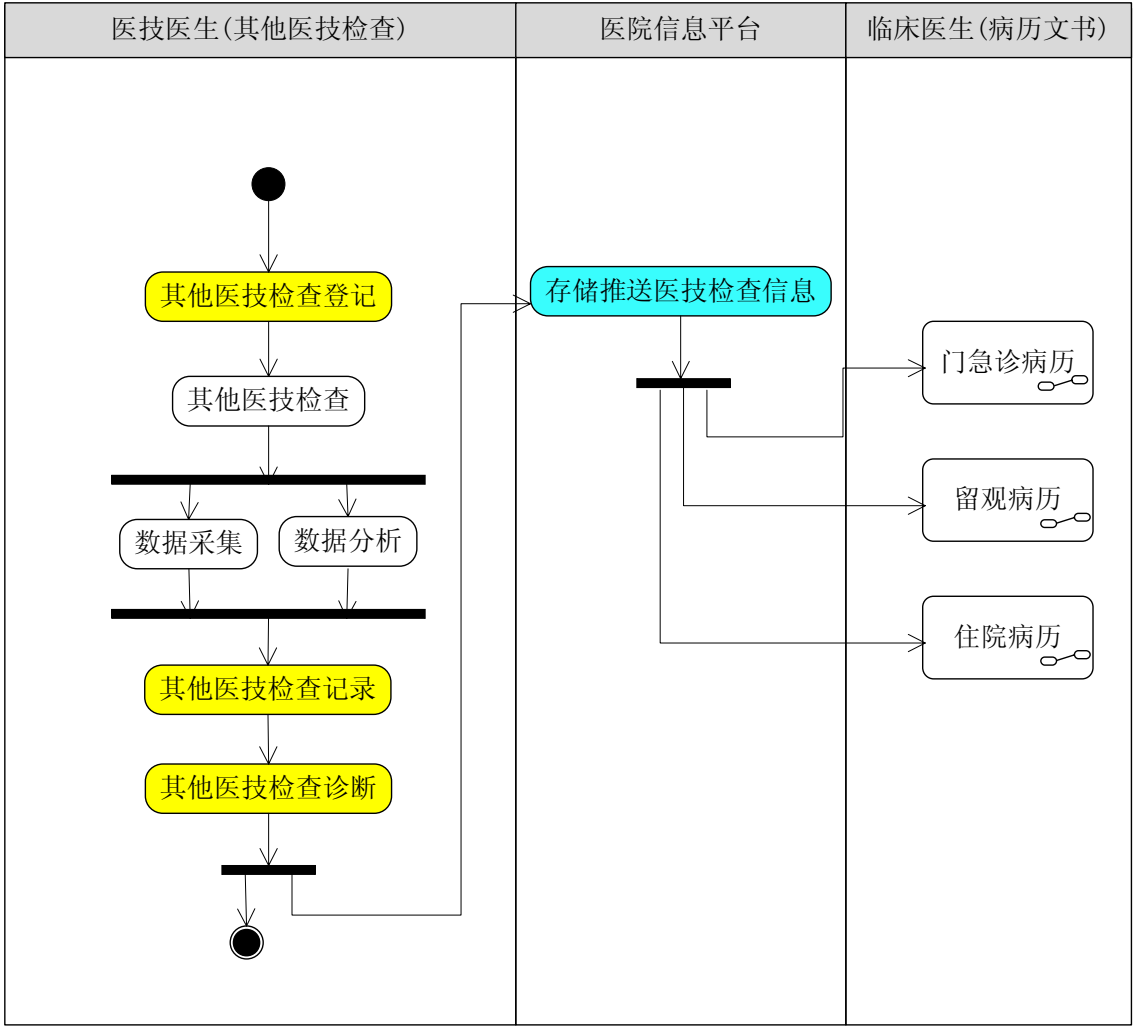 医技医生(其他医技检查)
医院信息平台
临床医生(病历文书)
其他医技检查登记
其他医技检查
数据采集
数据分析
其他医技检查记录
其他医技检查诊断
存储推送医技检查信息
门急诊病历
留观病历
住院病历